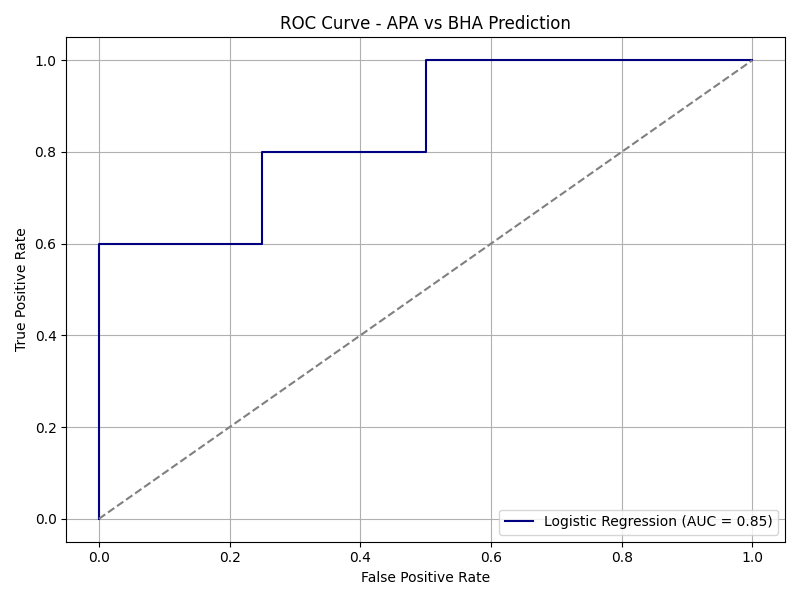 ROC Curve - APA vs BHA Prediction
True Positive Rate
1.0
0.8
0.6
0.4
0.2
0.0
Logistic Regression (AUC = 0.85)
0.0 0.2 0.4 0.6 0.8 1.0
False Positive Rate